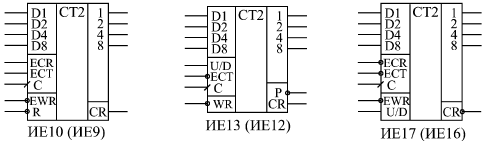 D1 CT2 1
D2 2
D4 4
D8 8
ECR
ECT
C
EWR
R CR
ИЕ10 (ИЕ9)
D1 CT2 1
D2 2
D4 4
D8 8
U/D
ECT
C P
WR CR
ИЕ13 (ИЕ12)
D1 CT2 1
D2 2
D4 4
D8 8
ECR
ECT
C
EWR
U/D CR
ИЕ17 (ИЕ16)